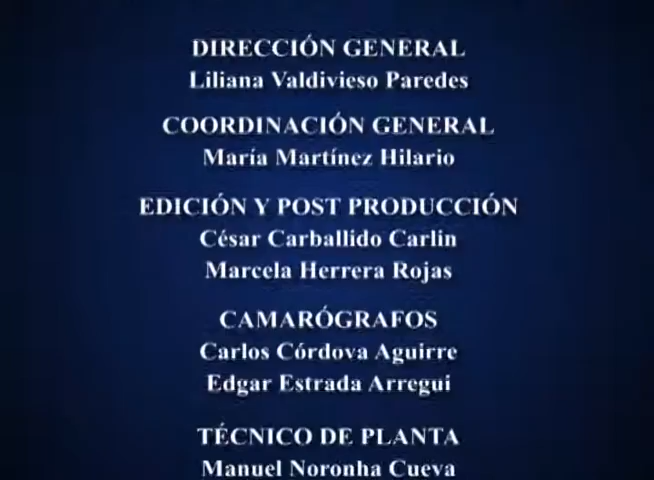 DIRECCIÓN GENERAL
Liliana Valdivieso Paredes
COORDINACIÓN GENERAL
María Martínez Hilario
EDICIÓN Y POST PRODUCCIÓN
César Carballido Carlin
Marcela Herrera Rojas
CAMARÓGRAFOS
Carlos Córdova Aguirre
Edgar Estrada Arregui
TÉCNICO DE PLANTA
Manuel Noronha Cueva